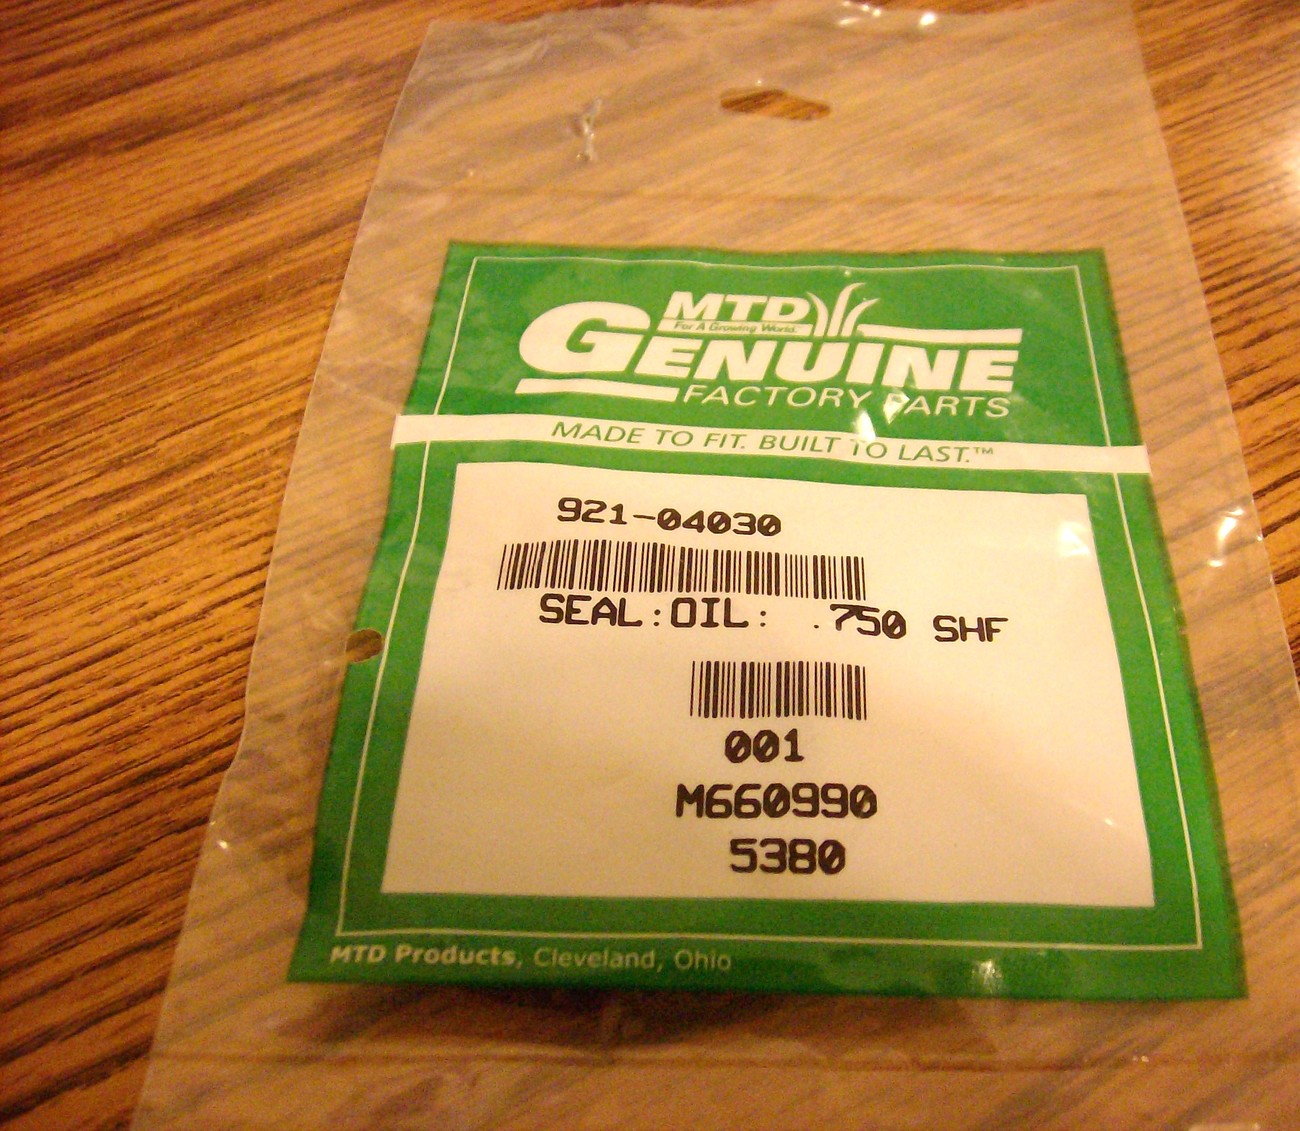 MTD
For A Growing World.
GENUINE
FACTORY PARTS
MADE TO FIT. BUILT TO LAST.™
921-04030
SEAL:OIL: .750 SHF
001
M660990
5380
MTD Products, Cleveland, Ohio